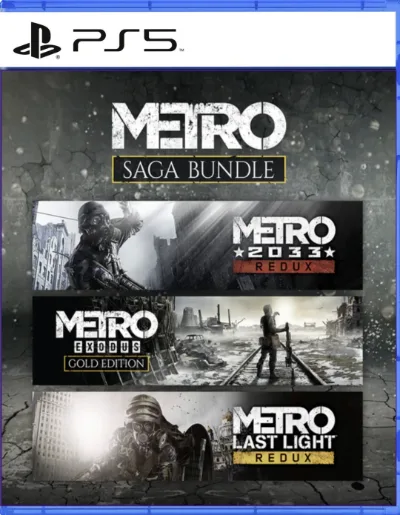 PS5
METRO
SAGA BUNDLE
METRO
2033
REDUX
METRO
EXODUS
GOLD EDITION
METRO
LAST LIGHT
REDUX